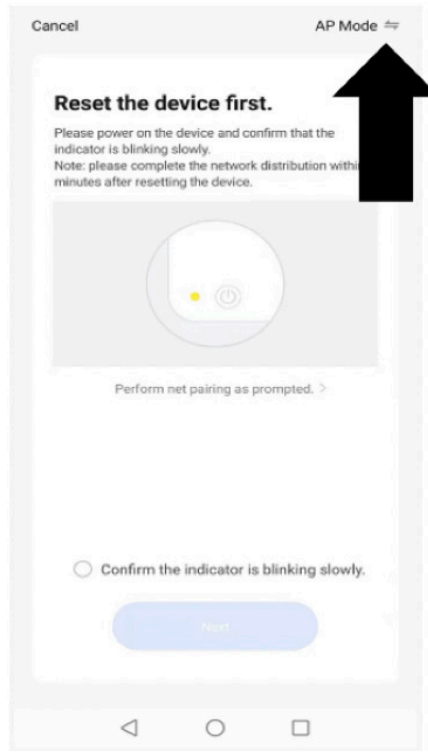 Cancel
AP Mode
Reset the device first.
Please power on the device and confirm that the
indicator is blinking slowly.
Note: please complete the network distribution
minutes after resetting the device.
Perform net pairing as prompted. >
Confirm the indicator is blinking slowly.
Next